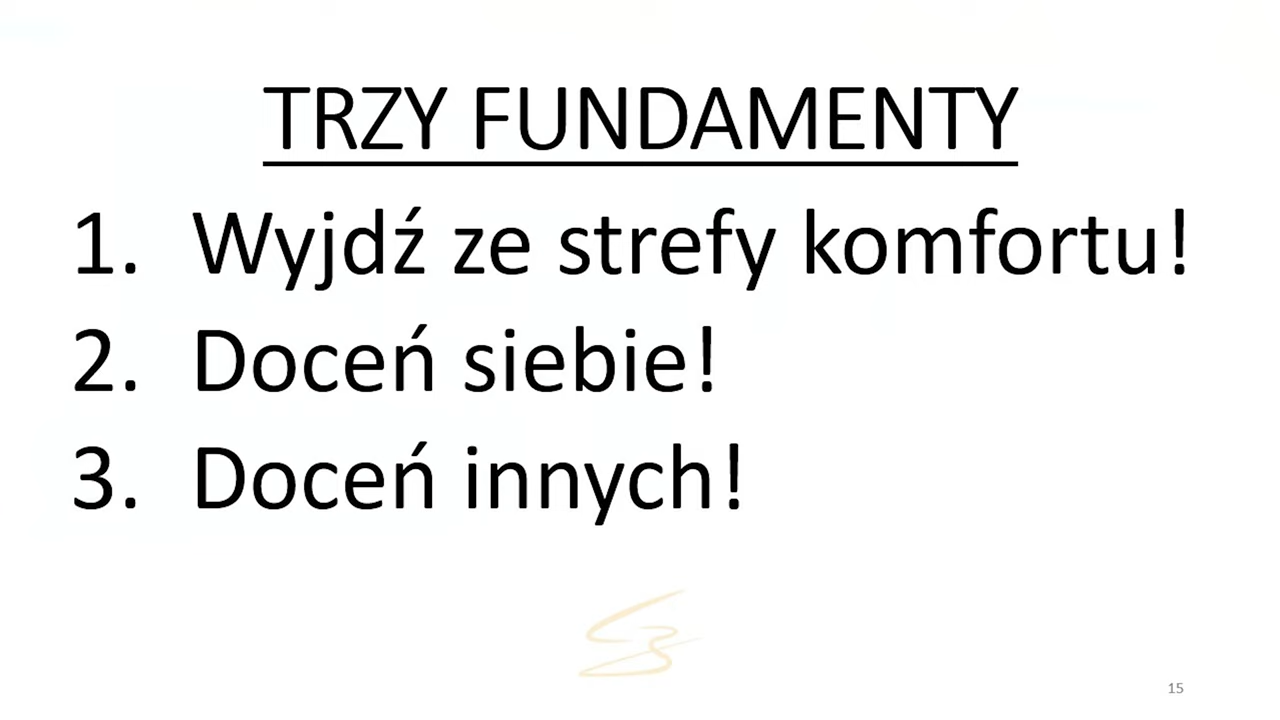 TRZY FUNDAMENTY
1. Wyjdź ze strefy komfortu!
2. Doceń siebie!
3. Doceń innych!
15